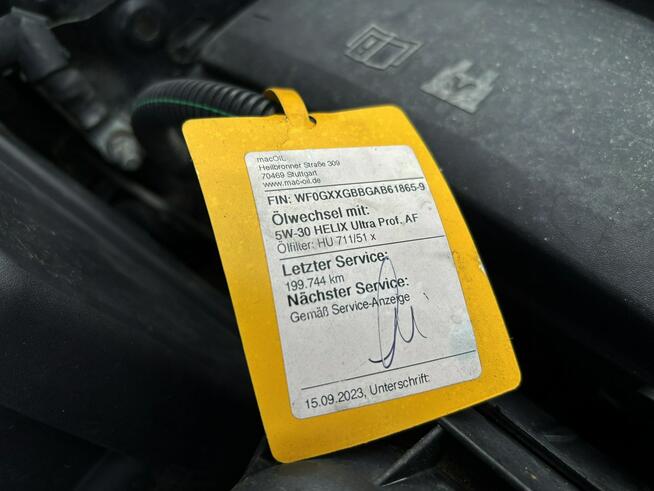 macOIL
Heilbronner Straße 309
70469 Stuttgart
www.mac-oil.de
FIN: WF0GXXGBBGAB61865-9
Ölwechsel mit:
5W-30 HELIX Ultra Prof. AF
Ölfilter: HU 711/51 x
Letzter Service:
199.744 km
Nächster Service:
Gemäß Service-Anzeige
15.09.2023, Unterschrift: